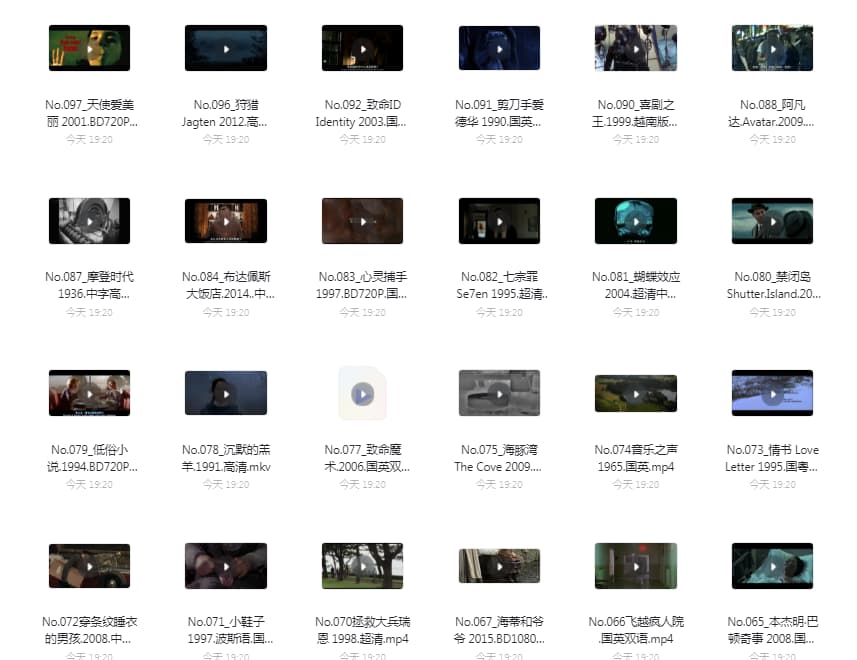 No.097_天使爱美
丽 2001.BD720P...
今天 19:20
No.096_狩猎
Jagten 2012.高...
今天 19:20
No.092_致命ID
Identity 2003.国...
今天 19:20
No.091_剪刀手爱
德华 1990.国英...
今天 19:20
No.090_喜剧之
王.1999.越南版...
今天 19:20
No.088_阿凡
达.Avatar.2009....
今天 19:20
No.087_摩登时代
1936.中字高...
今天 19:20
No.084_布达佩斯
大饭店.2014..中...
今天 19:20
No.083_心灵捕手
1997.BD720P.国...
今天 19:20
No.082_七宗罪
Se7en 1995.超清..
今天 19:20
No.081_蝴蝶效应
2004.超清中...
今天 19:20
No.080_禁闭岛
Shutter.Island.20...
今天 19:20
No.079_低俗小
说.1994.BD720P...
今天 19:20
No.078_沉默的羔
羊.1991.高清.mkv
今天 19:20
No.077_致命魔
术.2006.国英双...
今天 19:20
No.075_海豚湾
The Cove 2009....
今天 19:20
No.074音乐之声
1965.国英.mp4
今天 19:20
No.073_情书 Love
Letter 1995.国粤...
今天 19:20
No.072穿条纹睡衣
的男孩.2008.中...
今天 19:20
No.071_小鞋子
1997.波斯语.国...
今天 19:20
No.070拯救大兵瑞
恩 1998.超清.mp4
今天 19:20
No.067_海蒂和爷
爷 2015.BD1080...
今天 19:20
No.066飞越疯人院
.国英双语.mp4
今天 19:20
No.065_本杰明·巴
顿奇事 2008.国...
今天 19:20